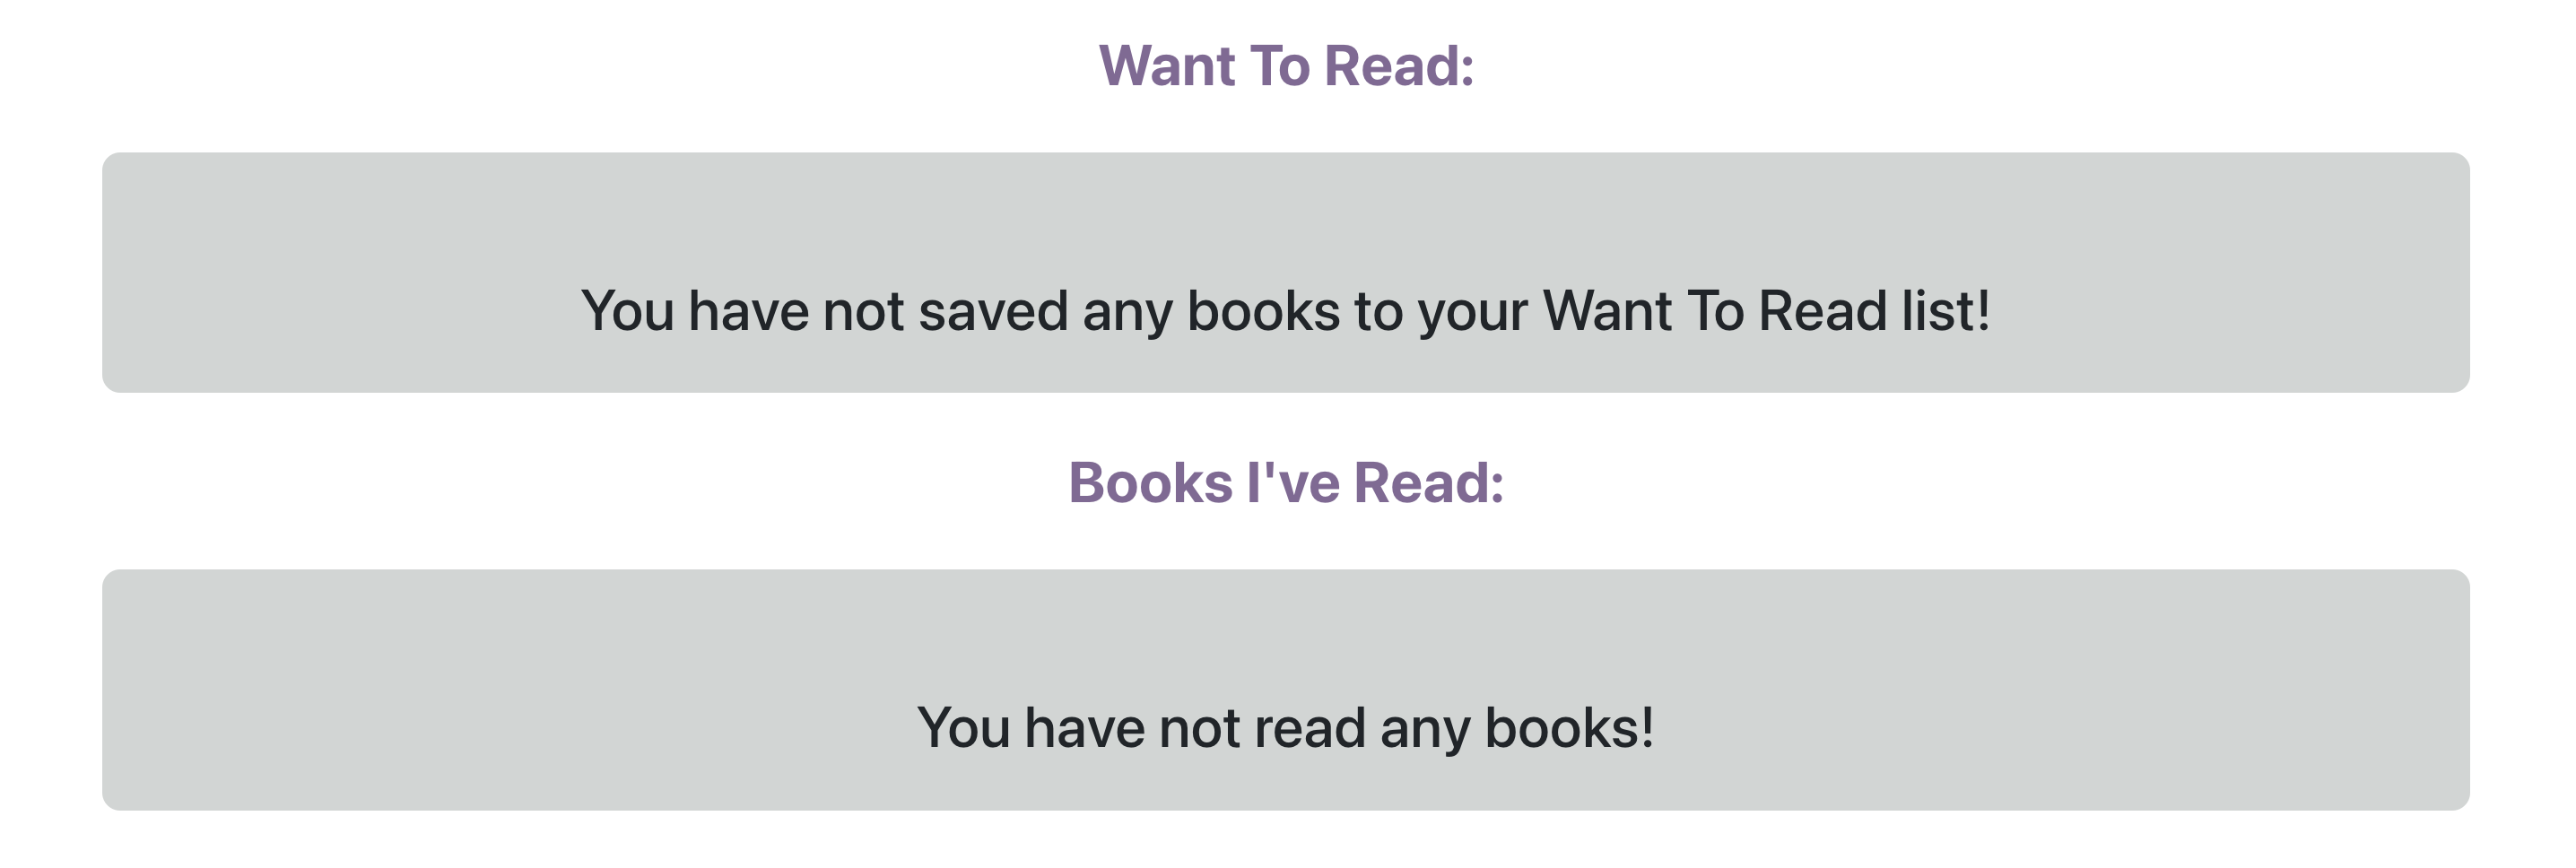 Want To Read:
You have not saved any books to your Want To Read list!
Books I've Read:
You have not read any books!